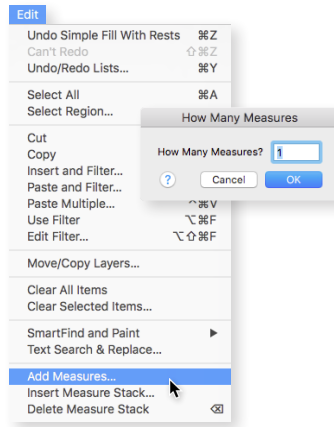 Edit
Undo Simple Fill With Rests ⌘Z
Can't Redo ⇧⌘Z
Undo/Redo Lists... ⌘Y
Select All ⌘A
Select Region...
Cut
Copy
Insert and Filter...
Paste and Filter...
Paste Multiple... ^⌘V
Use Filter ⌥⌘F
Edit Filter... ⌥⇧⌘F
Move/Copy Layers...
Clear All Items
Clear Selected Items...
SmartFind and Paint ▶
Text Search & Replace...
Add Measures...
Insert Measure Stack...
Delete Measure Stack ⌫
How Many Measures
How Many Measures? 1
? Cancel OK